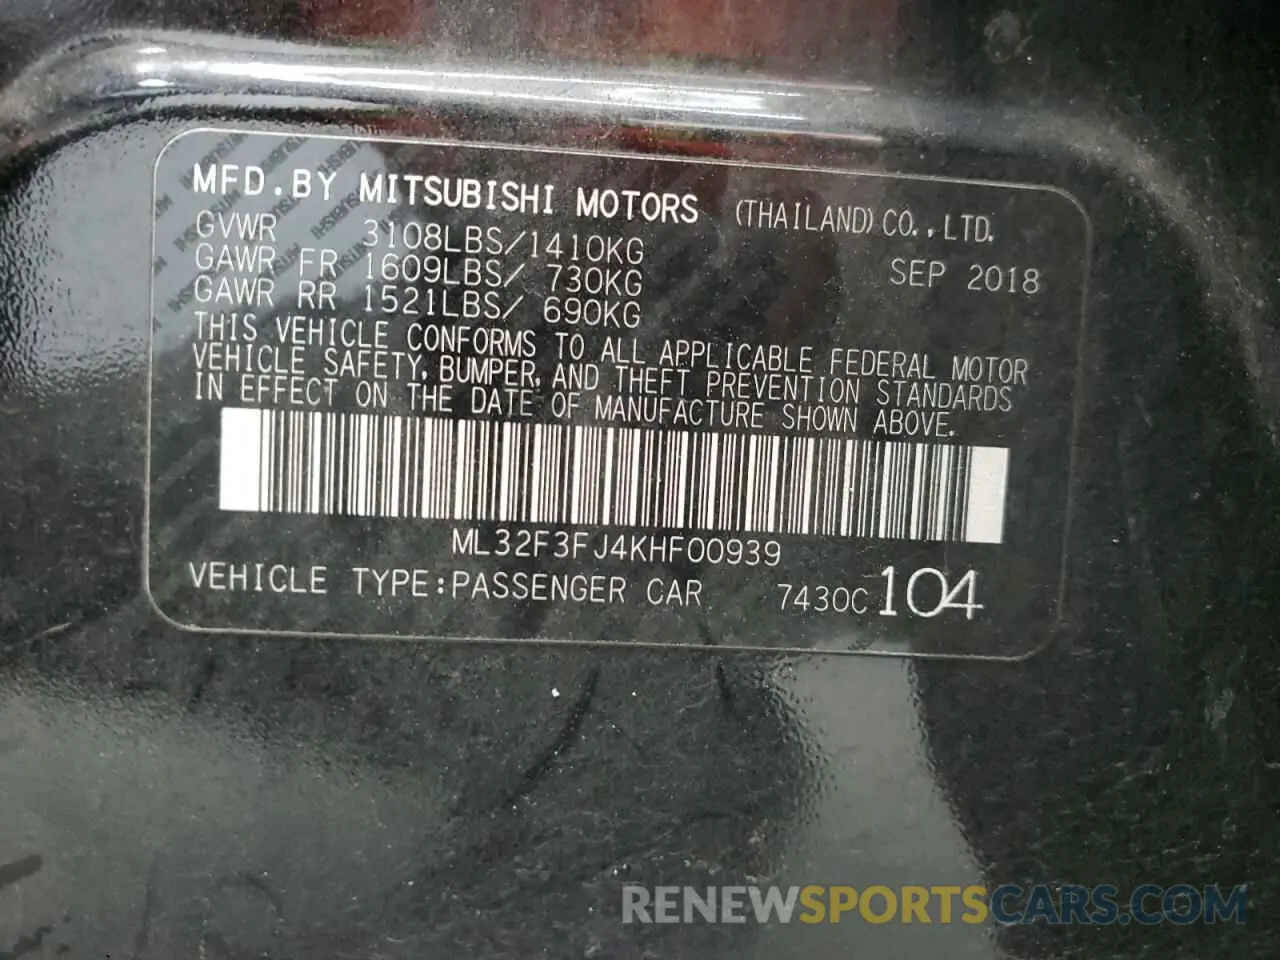 MFD.BY MITSUBISHI MOTORS (THAILAND) CO.,LTD.
GVWR 3108LBS/1410KG
GAWR FR 1609LBS/ 730KG SEP 2018
GAWR RR 1521LBS/ 690KG
THIS VEHICLE CONFORMS TO ALL APPLICABLE FEDERAL MOTOR
VEHICLE SAFETY, BUMPER, AND THEFT PREVENTION STANDARDS
IN EFFECT ON THE DATE OF MANUFACTURE SHOWN ABOVE.
ML32F3FJ4KHF00939
VEHICLE TYPE:PASSENGER CAR 7430C 104
RENEWSPORTSCARS.COM